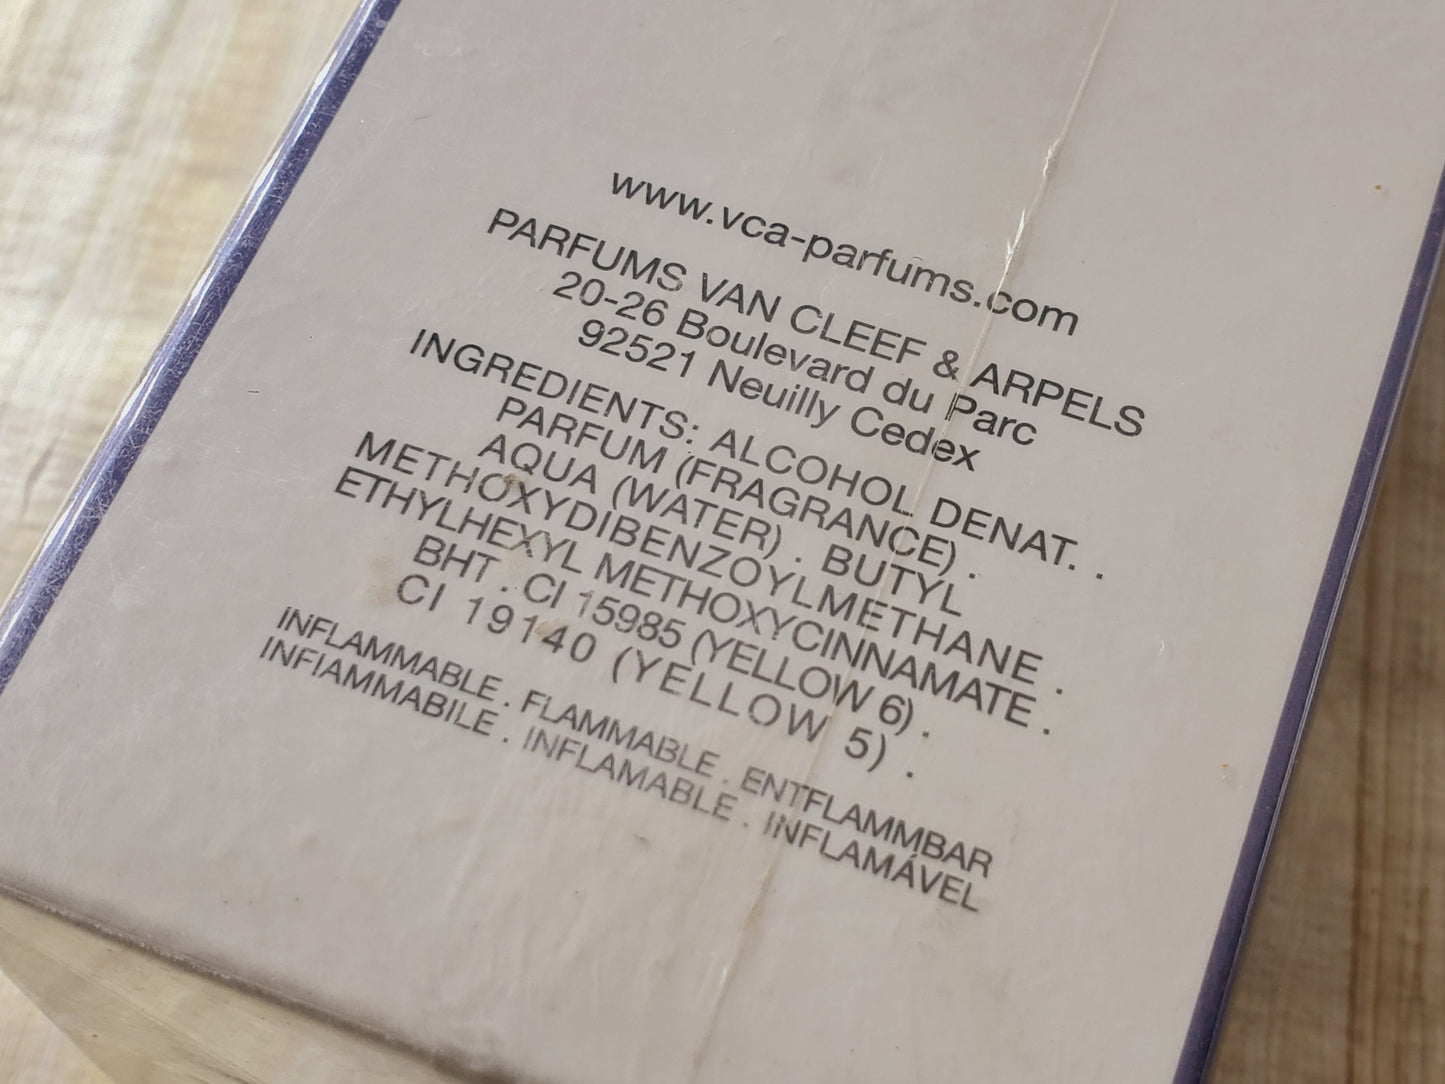 www.vca-parfums.com
PARFUMS VAN CLEEF & ARPELS
20-26 Boulevard du Parc
92521 Neuilly Cedex
INGREDIENTS: ALCOHOL DENAT. .
PARFUM (FRAGRANCE) .
AQUA (WATER) . BUTYL
METHOXYDIBENZOYLMETHANE .
ETHYLHEXYL METHOXYCINNAMATE .
BHT . CI 15985 (YELLOW 6) .
CI 19140 (YELLOW 5) .
INFLAMMABLE . FLAMMABLE . ENTFLAMMBAR
INFIAMMABILE . INFLAMABLE . INFLAMÁVEL